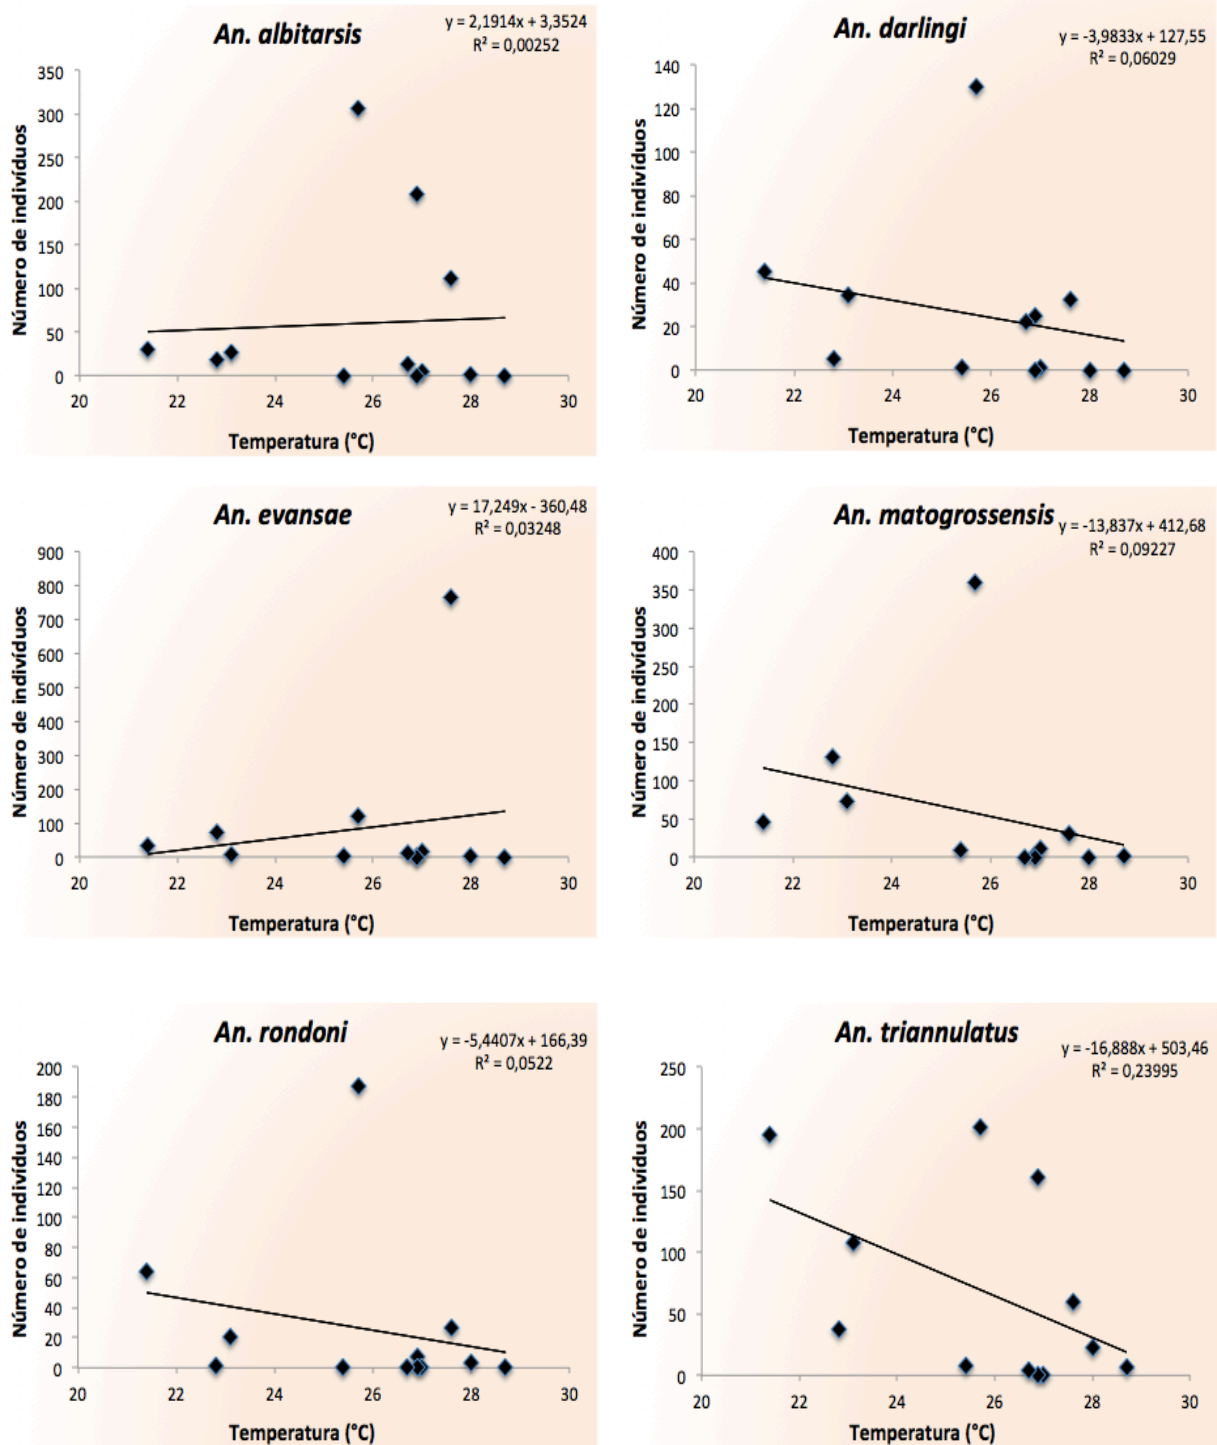 An. albitarsis
y = 2,1914x + 3,3524
R² = 0,00252
Número de indivíduos
350
300
250
200
150
100
50
0
20 22 24 26 28 30
Temperatura (°C)
An. darlingi
y = -3,9833x + 127,55
R² = 0,06029
Número de indivíduos
140
120
100
80
60
40
20
0
20 22 24 26 28 30
Temperatura (°C)
An. evansae
y = 17,249x - 360,48
R² = 0,03248
Número de indivíduos
900
800
700
600
500
400
300
200
100
0
20 22 24 26 28 30
Temperatura (°C)
An. matogrossensis
y = -13,837x + 412,68
R² = 0,09227
Número de indivíduos
400
350
300
250
200
150
100
50
0
20 22 24 26 28 30
Temperatura (°C)
An. rondoni
y = -5,4407x + 166,39
R² = 0,0522
Número de indivíduos
200
180
160
140
120
100
80
60
40
20
0
20 22 24 26 28 30
Temperatura (°C)
An. triannulatus
y = -16,888x + 503,46
R² = 0,23995
Número de indivíduos
250
200
150
100
50
0
20 22 24 26 28 30
Temperatura (°C)